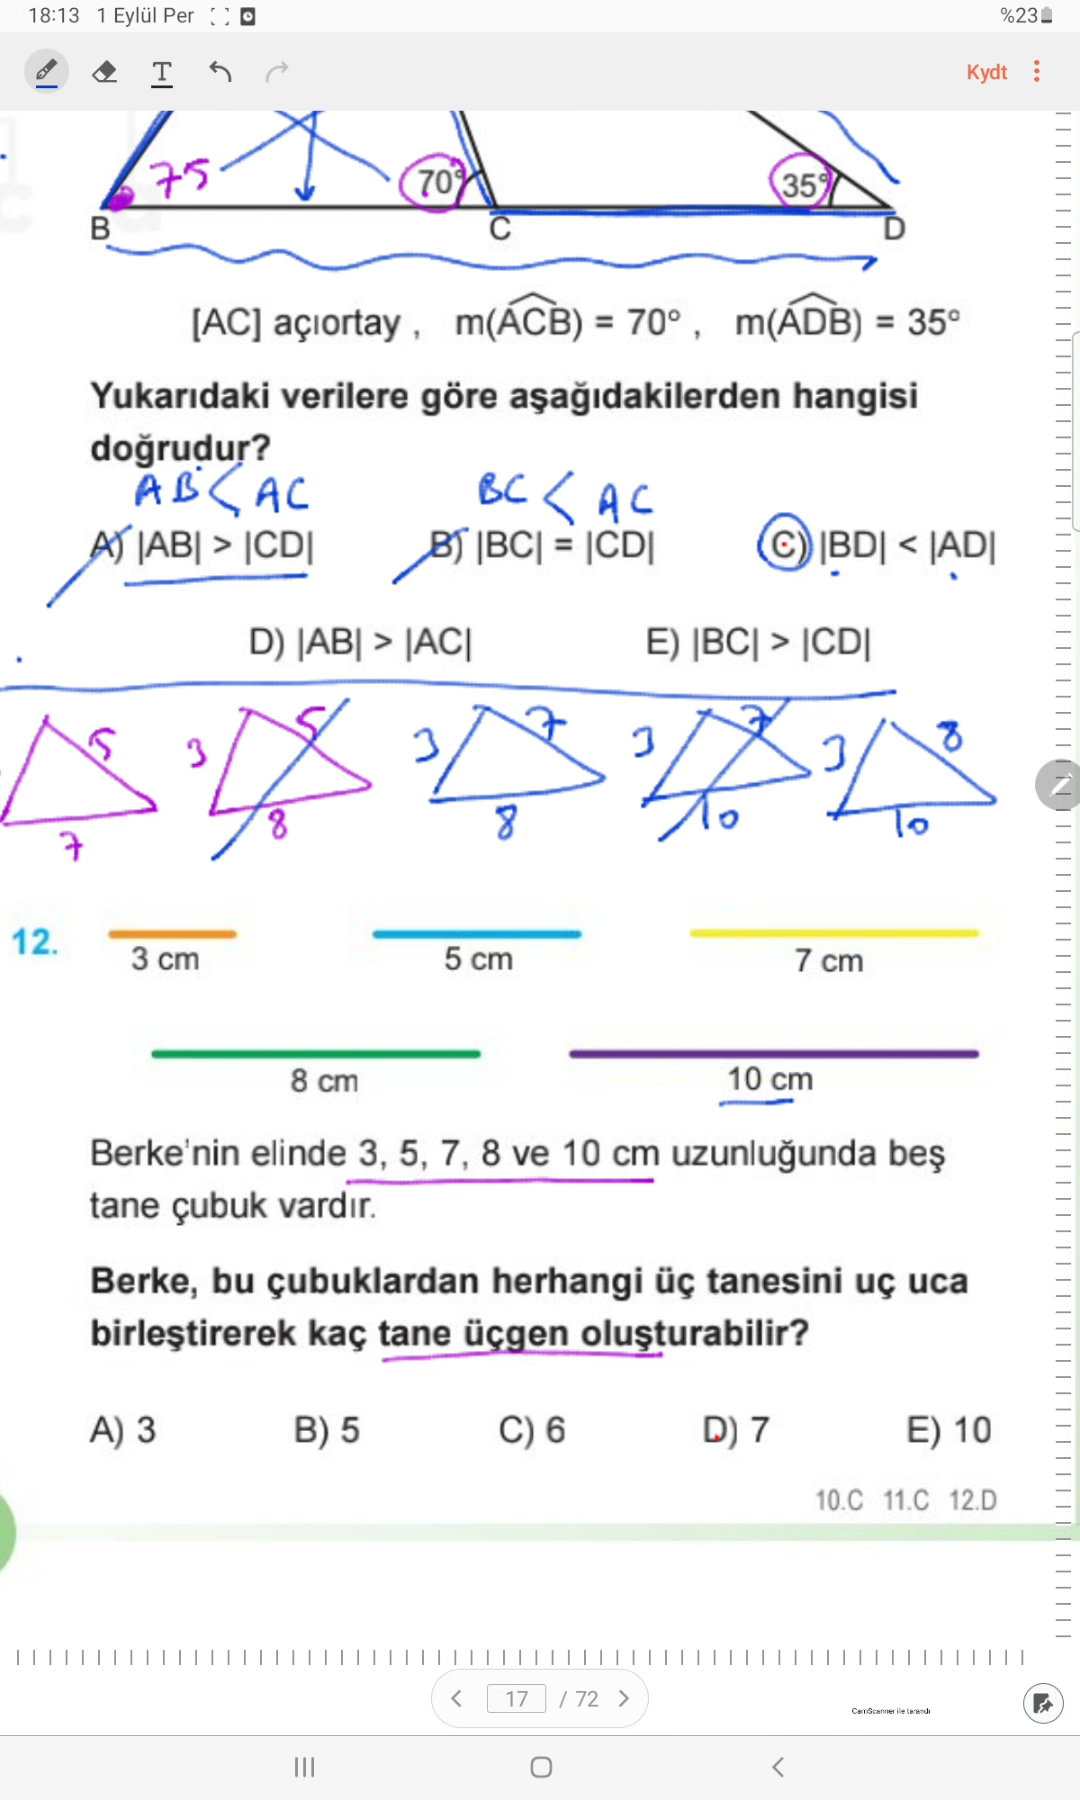 18:13 1 Eylül Per %23
T Kydt
75 70° 35°
B C D
[AC] açıortay , m(ACB) = 70° , m(ADB) = 35°
Yukarıdaki verilere göre aşağıdakilerden hangisi
doğrudur?
AB < AC BC < AC
A) |AB| > |CD| B) |BC| = |CD| C) |BD| < |AD|
D) |AB| > |AC| E) |BC| > |CD|
5 3 5 3 7 3 7 3 8
7 8 8 10 10
12. 3 cm 5 cm 7 cm
8 cm 10 cm
Berke'nin elinde 3, 5, 7, 8 ve 10 cm uzunluğunda beş
tane çubuk vardır.
Berke, bu çubuklardan herhangi üç tanesini uç uca
birleştirerek kaç tane üçgen oluşturabilir?
A) 3 B) 5 C) 6 D) 7 E) 10
10.C 11.C 12.D
17 / 72
CamScanner ile tarandı